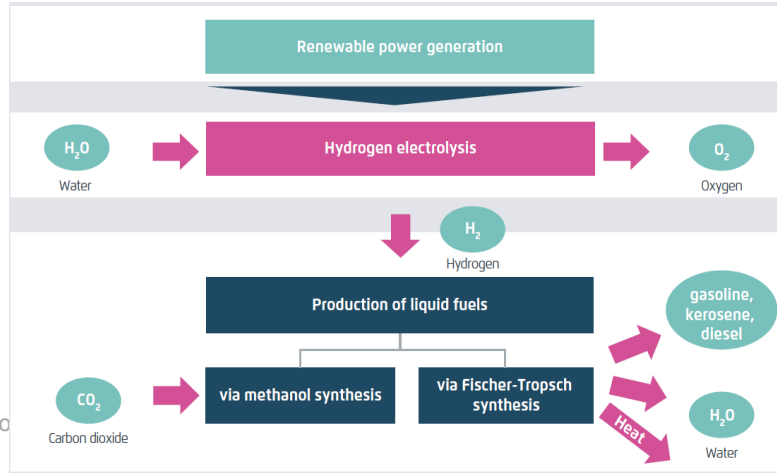 Renewable power generation
H₂O
Water
Hydrogen electrolysis
O₂
Oxygen
H₂
Hydrogen
Production of liquid fuels
gasoline,
kerosene,
diesel
CO₂
Carbon dioxide
via methanol synthesis
via Fischer-Tropsch
synthesis
Heat
H₂O
Water